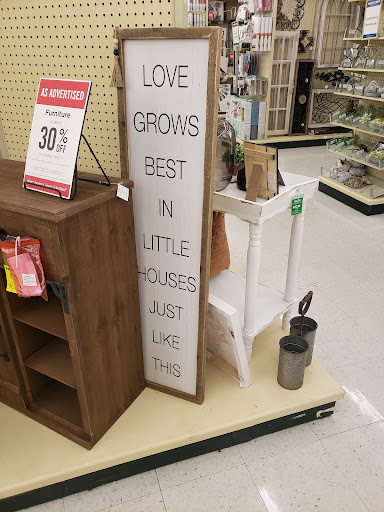 AS ADVERTISED
Furniture
30% OFF
LOVE
GROWS
BEST
IN
LITTLE
HOUSES
JUST
LIKE
THIS